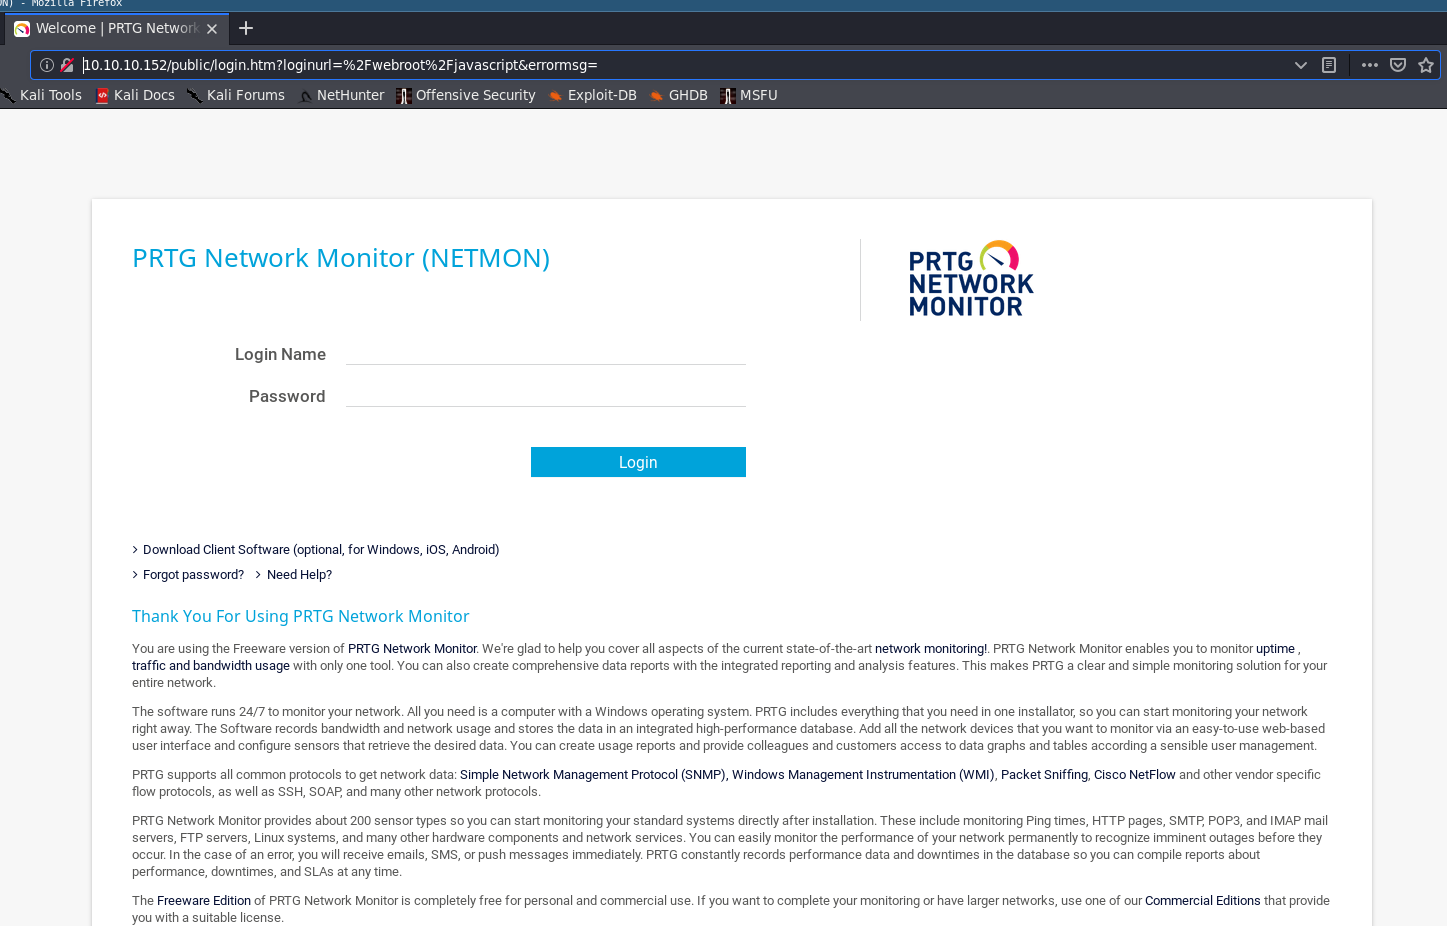 ON) - Mozilla Firefox
Welcome | PRTG Network
10.10.10.152/public/login.htm?loginurl=%2Fwebroot%2Fjavascript&errormsg=
Kali Tools Kali Docs Kali Forums NetHunter Offensive Security Exploit-DB GHDB MSFU
PRTG Network Monitor (NETMON)
PRTG
NETWORK
MONITOR
Login Name
Password
Login
Download Client Software (optional, for Windows, iOS, Android)
Forgot password? Need Help?
Thank You For Using PRTG Network Monitor
You are using the Freeware version of PRTG Network Monitor. We're glad to help you cover all aspects of the current state-of-the-art network monitoring!. PRTG Network Monitor enables you to monitor uptime ,
traffic and bandwidth usage with only one tool. You can also create comprehensive data reports with the integrated reporting and analysis features. This makes PRTG a clear and simple monitoring solution for your
entire network.
The software runs 24/7 to monitor your network. All you need is a computer with a Windows operating system. PRTG includes everything that you need in one installator, so you can start monitoring your network
right away. The Software records bandwidth and network usage and stores the data in an integrated high-performance database. Add all the network devices that you want to monitor via an easy-to-use web-based
user interface and configure sensors that retrieve the desired data. You can create usage reports and provide colleagues and customers access to data graphs and tables according a sensible user management.
PRTG supports all common protocols to get network data: Simple Network Management Protocol (SNMP), Windows Management Instrumentation (WMI), Packet Sniffing, Cisco NetFlow and other vendor specific
flow protocols, as well as SSH, SOAP, and many other network protocols.
PRTG Network Monitor provides about 200 sensor types so you can start monitoring your standard systems directly after installation. These include monitoring Ping times, HTTP pages, SMTP, POP3, and IMAP mail
servers, FTP servers, Linux systems, and many other hardware components and network services. You can easily monitor the performance of your network permanently to recognize imminent outages before they
occur. In the case of an error, you will receive emails, SMS, or push messages immediately. PRTG constantly records performance data and downtimes in the database so you can compile reports about
performance, downtimes, and SLAs at any time.
The Freeware Edition of PRTG Network Monitor is completely free for personal and commercial use. If you want to complete your monitoring or have larger networks, use one of our Commercial Editions that provide
you with a suitable license.